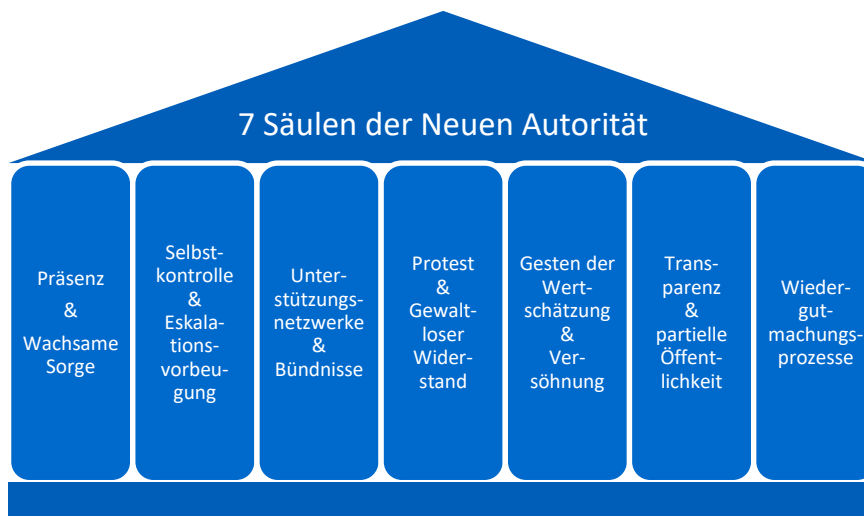 7 Säulen der Neuen Autorität
Präsenz
&
Wachsame
Sorge
Selbst-
kontrolle
&
Eskala-
tions-
vorbeu-
gung
Unter-
stützungs-
netzwerke
&
Bündnisse
Protest
&
Gewalt-
loser
Wider-
stand
Gesten der
Wert-
schätzung
&
Ver-
söhnung
Trans-
parenz
&
partielle
Öffent-
lichkeit
Wieder-
gut-
machungs-
prozesse